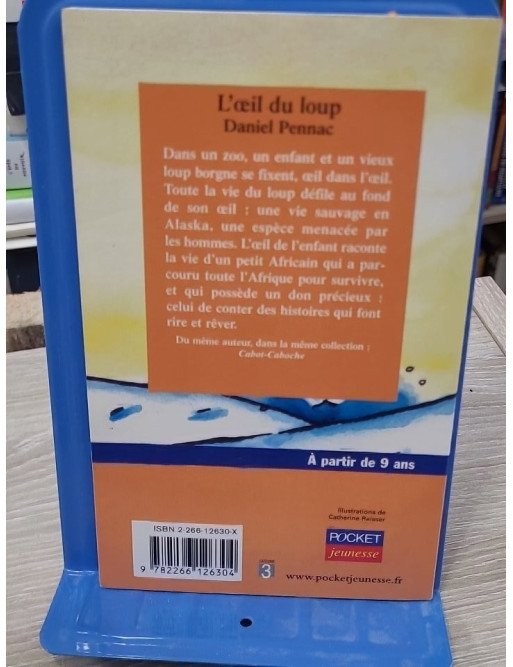 L'œil du loup
Daniel Pennac
Dans un zoo, un enfant et un vieux
loup borgne se fixent, œil dans l'œil.
Toute la vie du loup défile au fond
de son œil : une vie sauvage en
Alaska, une espèce menacée par
les hommes. L'œil de l'enfant raconte
la vie d'un petit Africain qui a par-
couru toute l'Afrique pour survivre,
et qui possède un don précieux :
celui de conter des histoires qui font
rire et rêver.
Du même auteur, dans la même collection :
Cabot-Caboche
À partir de 9 ans
Illustrations de
Catherine Reisser
ISBN 2-266-12630-X
9 782266 126304
3
POCKET
jeunesse
www.pocketjeunesse.fr